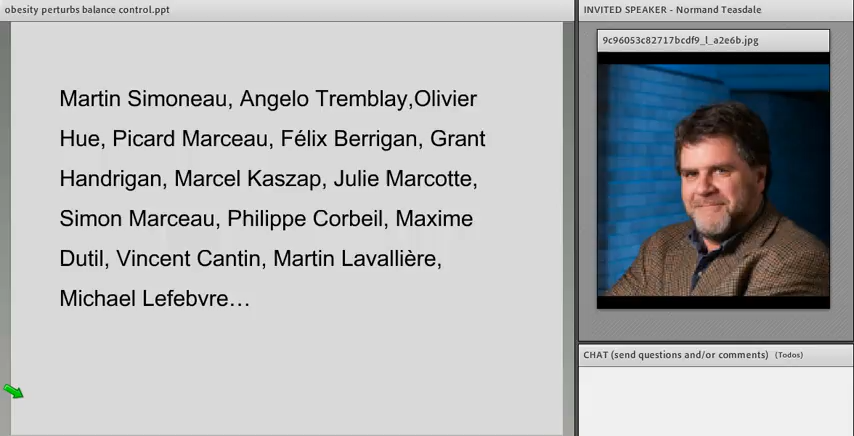 obesity perturbs balance control.ppt
Martin Simoneau, Angelo Tremblay,Olivier
Hue, Picard Marceau, Félix Berrigan, Grant
Handrigan, Marcel Kaszap, Julie Marcotte,
Simon Marceau, Philippe Corbeil, Maxime
Dutil, Vincent Cantin, Martin Lavallière,
Michael Lefebvre…
INVITED SPEAKER - Normand Teasdale
9c96053c82717bcdf9_l_a2e6b.jpg
CHAT (send questions and/or comments) (Todos)